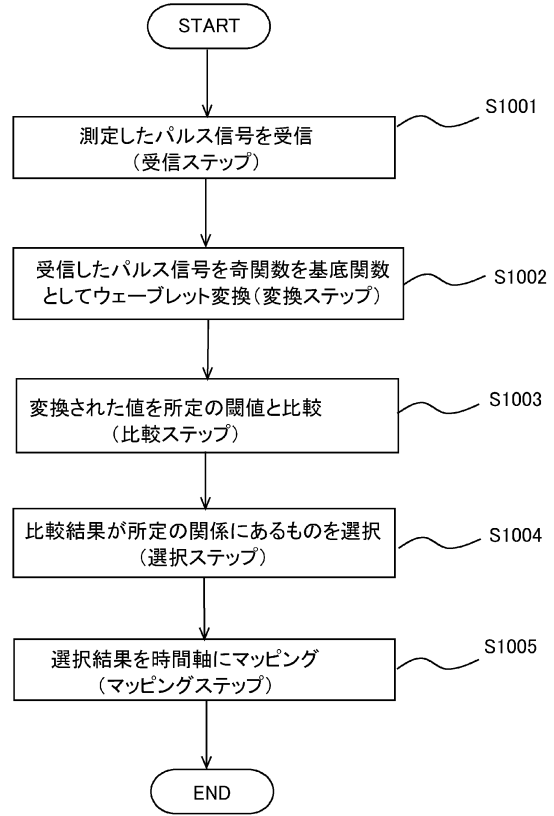 START
測定したパルス信号を受信
(受信ステップ)
S1001
受信したパルス信号を奇関数を基底関数
としてウェーブレット変換(変換ステップ)
S1002
変換された値を所定の閾値と比較
(比較ステップ)
S1003
比較結果が所定の関係にあるものを選択
(選択ステップ)
S1004
選択結果を時間軸にマッピング
(マッピングステップ)
S1005
END